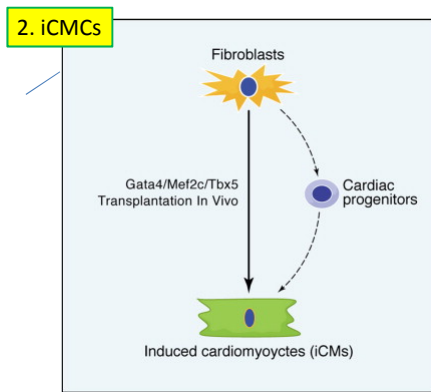 2. iCMCs
Fibroblasts
Gata4/Mef2c/Tbx5
Transplantation In Vivo
Cardiac
progenitors
Induced cardiomyoyctes (iCMs)